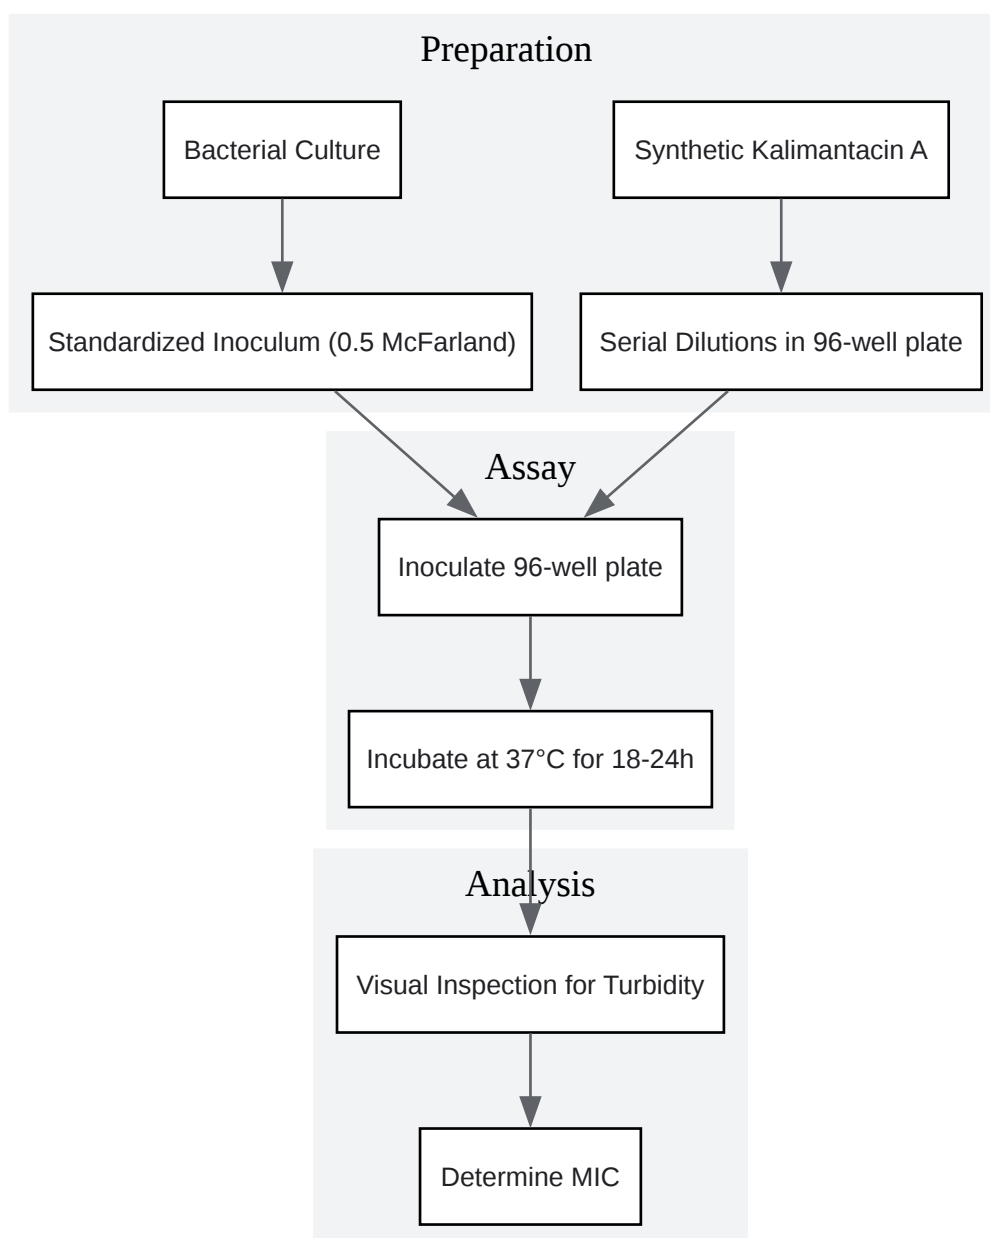 Preparation
Bacterial Culture
Synthetic Kalimantacin A
Standardized Inoculum (0.5 McFarland)
Serial Dilutions in 96-well plate
Assay
Inoculate 96-well plate
Incubate at 37°C for 18-24h
Analysis
Visual Inspection for Turbidity
Determine MIC